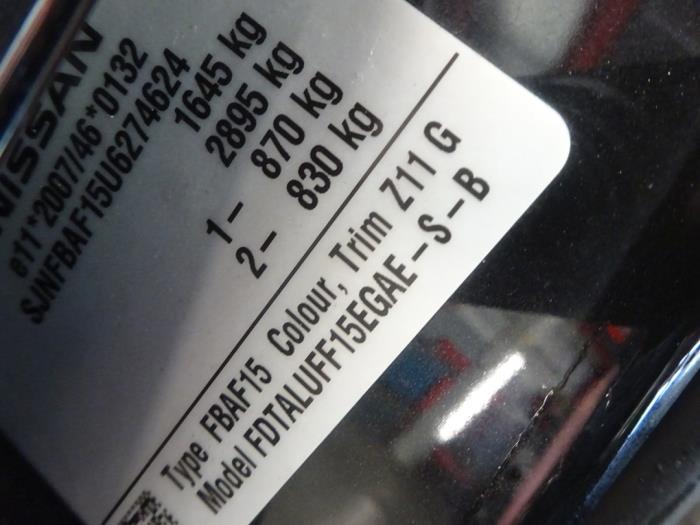 NISSAN
e11*2007/46*0132
SJNFBAF15U6274624
1645 kg
2895 kg
1- 870 kg
2- 830 kg
Type FBAF15 Colour, Trim Z11 G
Model FDTALUFF15EGAE-S-B